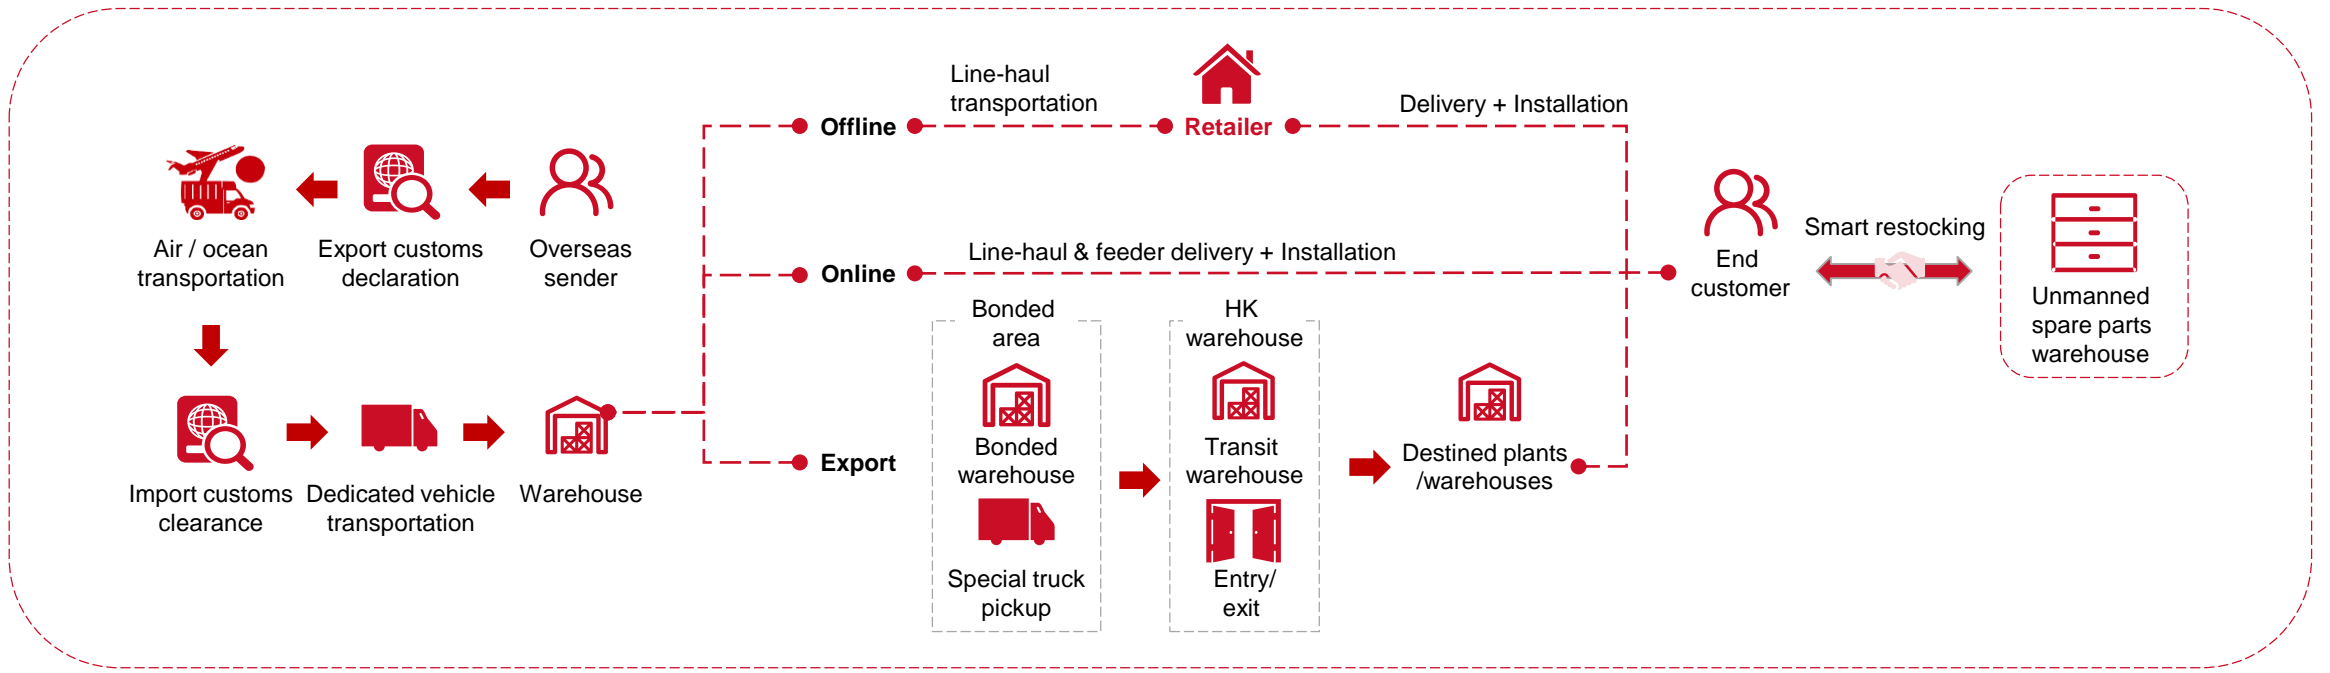 Overseas
sender
Export customs
declaration
Air / ocean
transportation
Import customs
clearance
Dedicated vehicle
transportation
Warehouse
Offline
Line-haul
transportation
Retailer
Delivery + Installation
Online
Line-haul & feeder delivery + Installation
Export
Bonded
area
Bonded
warehouse
Special truck
pickup
HK
warehouse
Transit
warehouse
Entry/
exit
Destined plants
/warehouses
End
customer
Smart restocking
Unmanned
spare parts
warehouse